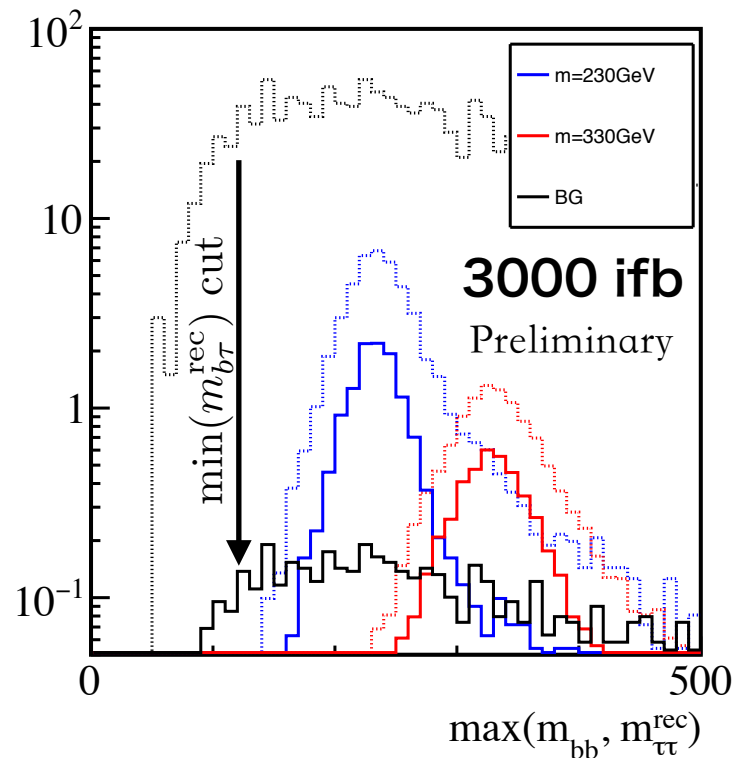 10²
10
1
10⁻¹
0
500
m=230GeV
m=330GeV
BG
3000 ifb
Preliminary
min(m_{bτ}^{rec}) cut
max(m_{bb}, m_{ττ}^{rec})